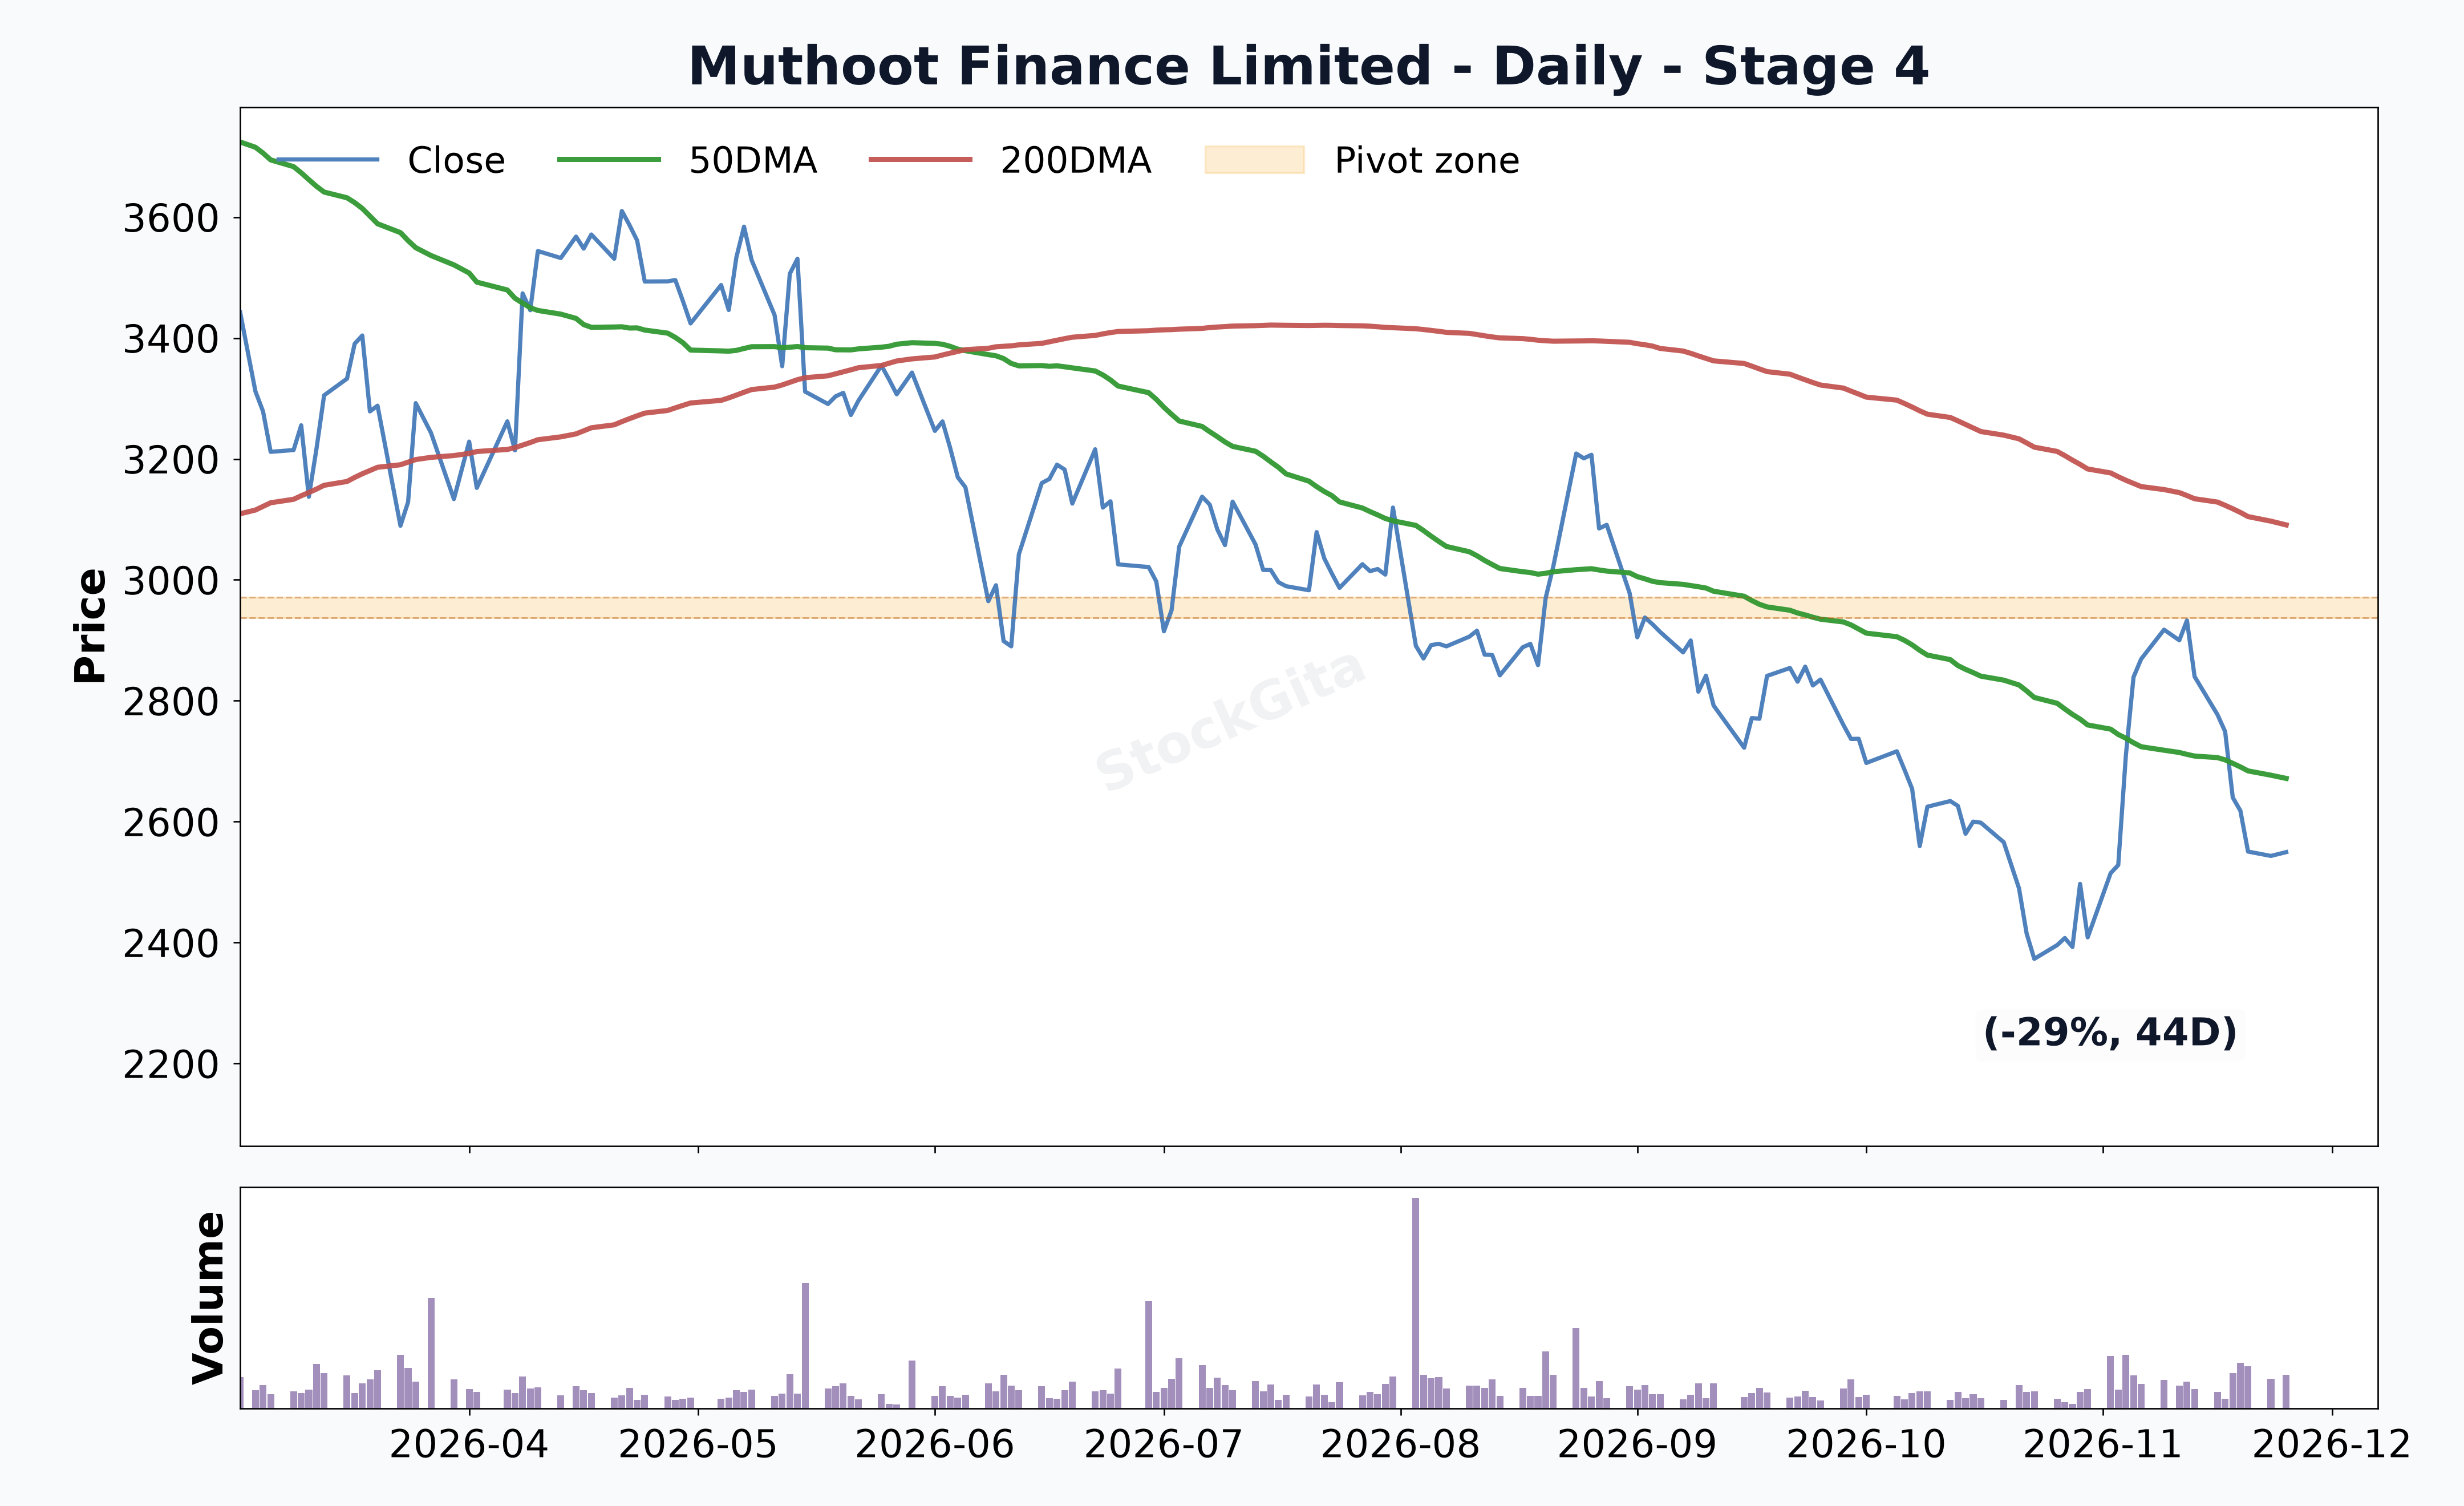 Muthoot Finance Limited - Daily - Stage 4
Close 50DMA 200DMA Pivot zone
3600
3400
3200
3000
2800
2600
2400
2200
Price
StockGita
(-29%, 44D)
Volume
2026-04 2026-05 2026-06 2026-07 2026-08 2026-09 2026-10 2026-11 2026-12